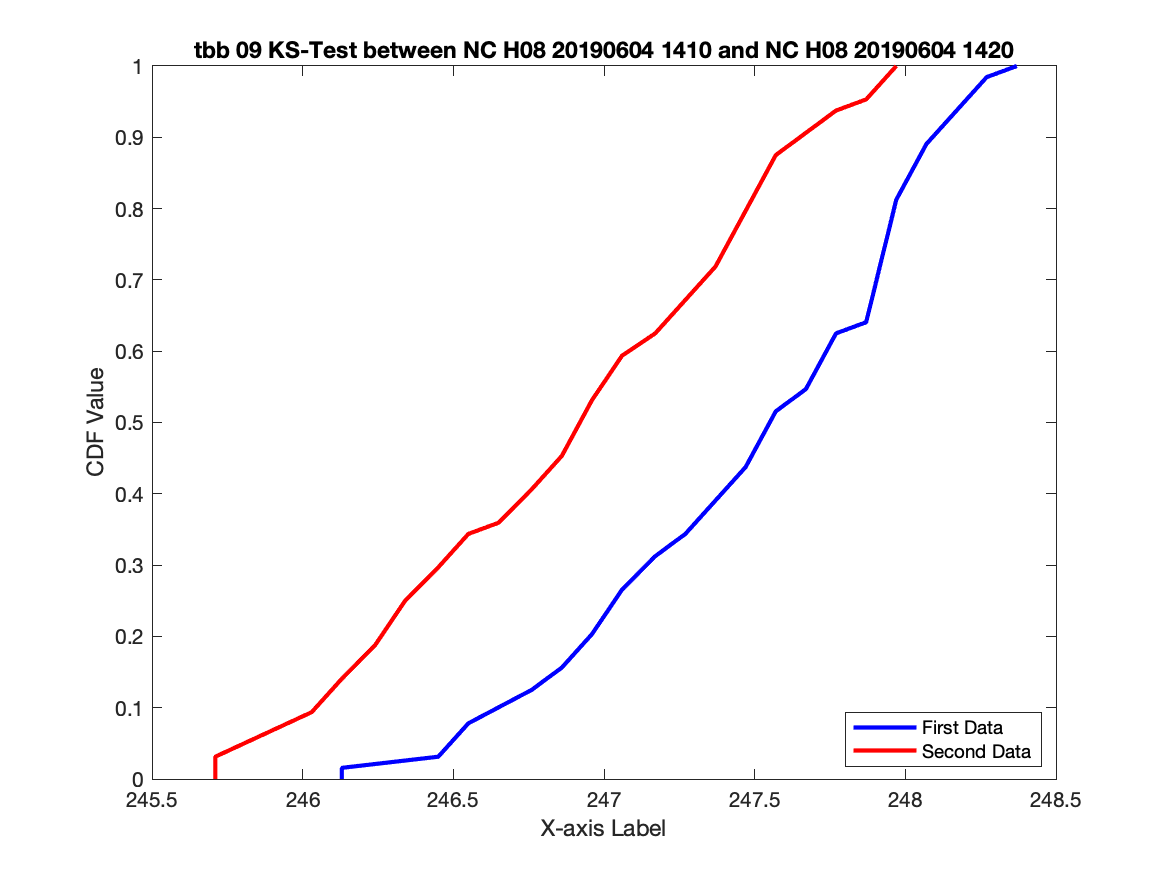 tbb 09 KS-Test between NC H08 20190604 1410 and NC H08 20190604 1420
1
0.9
0.8
0.7
0.6
0.5
0.4
0.3
0.2
0.1
0
CDF Value
First Data
Second Data
245.5 246 246.5 247 247.5 248 248.5
X-axis Label